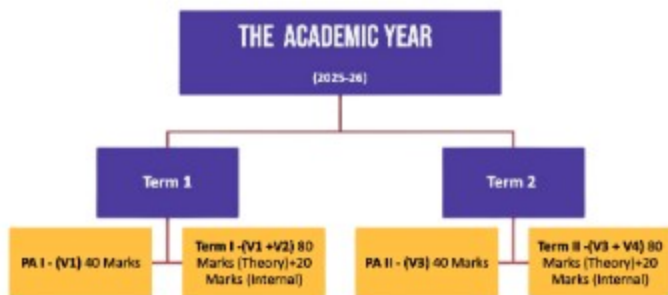 THE ACADEMIC YEAR
(2025-26)
Term 1
Term 2
PA I - (V1) 40 Marks
Term I -(V1 +V2) 80
Marks (Theory)+20
Marks (Internal)
PA II - (V3) 40 Marks
Term II -(V3 + V4) 80
Marks (Theory)+20
Marks (Internal)